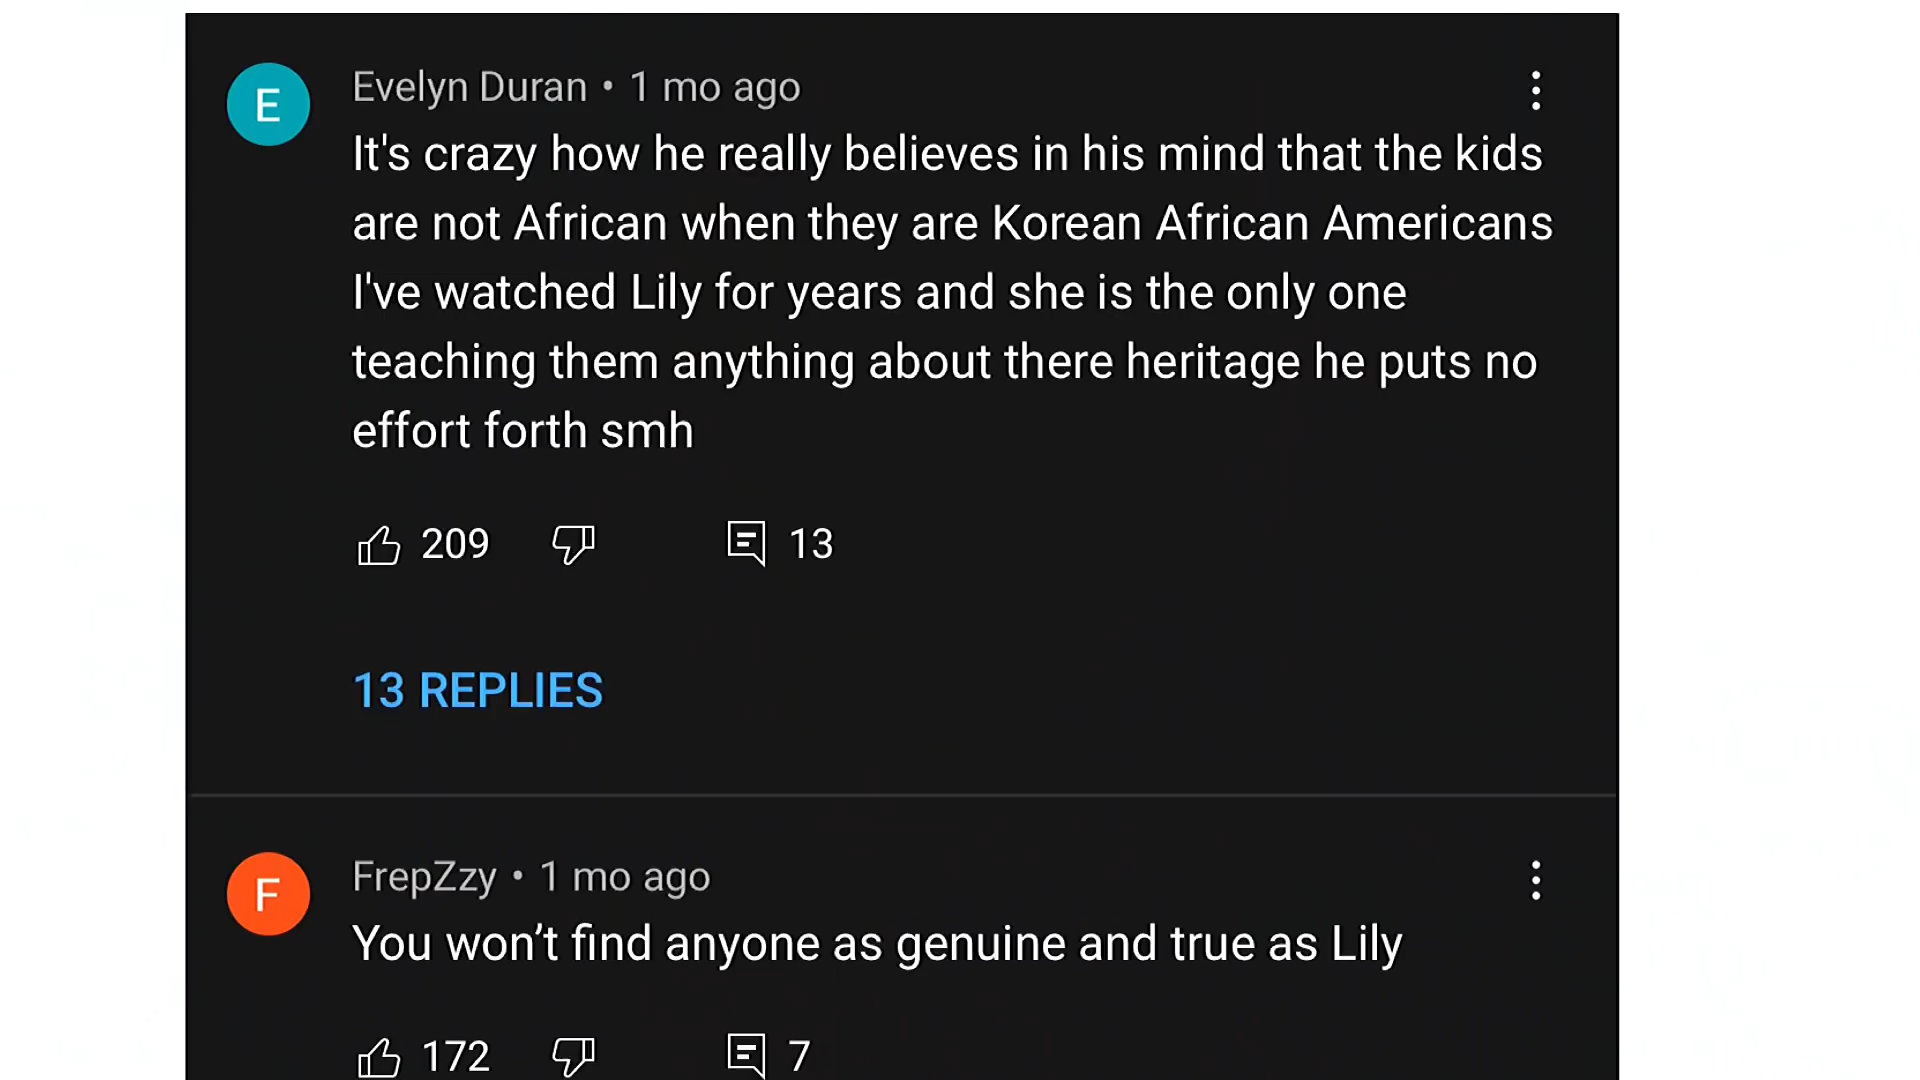 E
Evelyn Duran • 1 mo ago
It's crazy how he really believes in his mind that the kids
are not African when they are Korean African Americans
I've watched Lily for years and she is the only one
teaching them anything about there heritage he puts no
effort forth smh
209 13
13 REPLIES
F
FrepZzy • 1 mo ago
You won’t find anyone as genuine and true as Lily
172 7